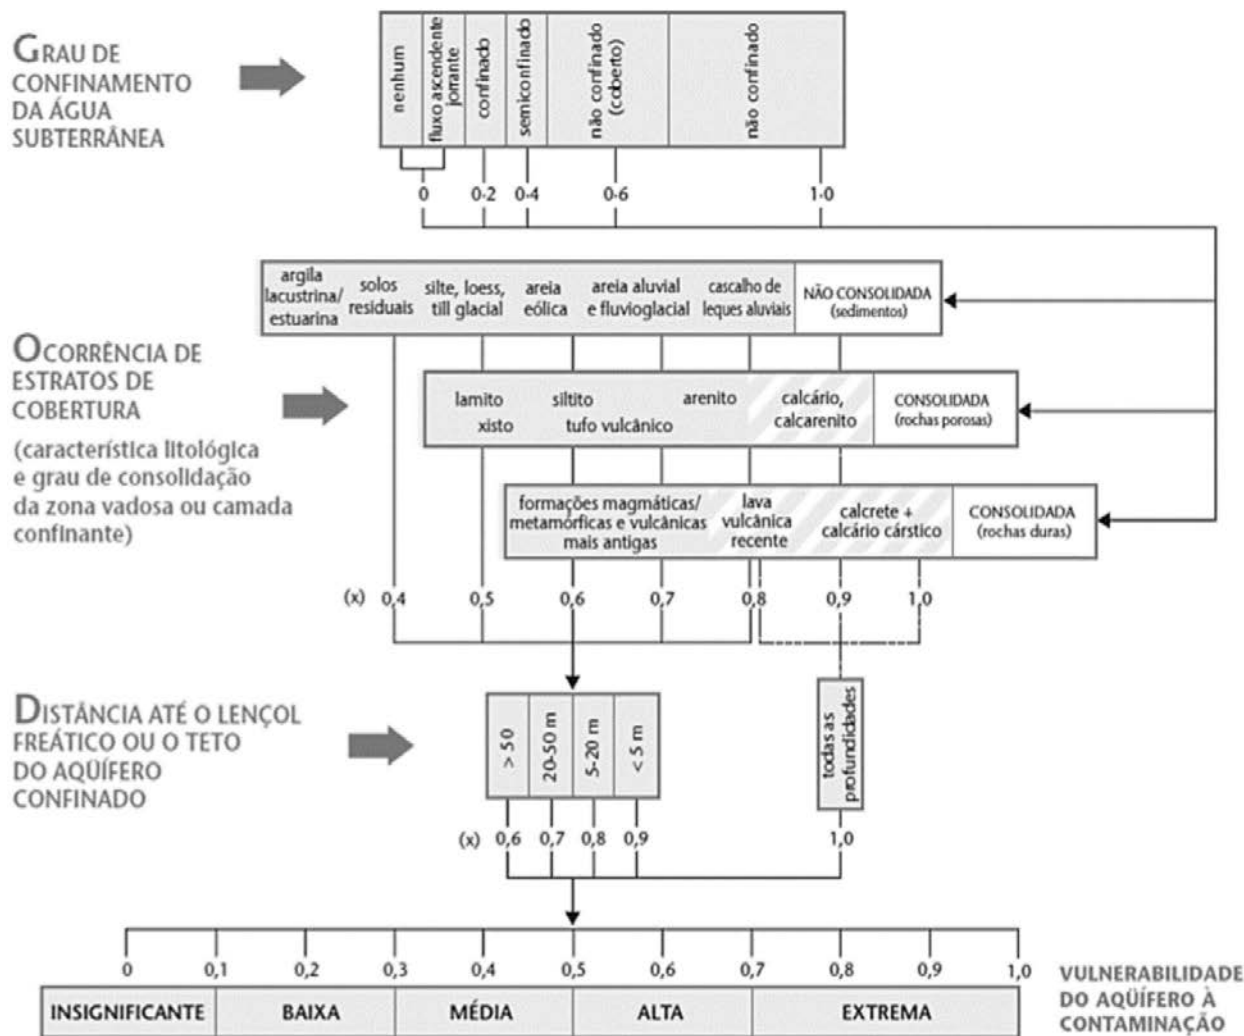 GRAU DE
CONFINAMENTO
DA ÁGUA
SUBTERRÂNEA
nenhum
fluxo ascendente
jorrante
confinado
semiconfinado
não confinado
(coberto)
não confinado
0
0·2
0·4
0·6
1·0
OCORRÊNCIA DE
ESTRATOS DE
COBERTURA
(característica litológica
e grau de consolidação
da zona vadosa ou camada
confinante)
argila
lacustrina/
estuarina
solos
residuais
silte, loess,
till glacial
areia
eólica
areia aluvial
e fluvioglacial
cascalho de
leques aluviais
NÃO CONSOLIDADA
(sedimentos)
lamito
xisto
siltito
tufo vulcânico
arenito
calcário,
calcarenito
CONSOLIDADA
(rochas porosas)
formações magmáticas/
metamórficas e vulcânicas
mais antigas
lava
vulcânica
recente
calcrete +
calcário cárstico
CONSOLIDADA
(rochas duras)
(x) 0,4 0,5 0,6 0,7 0,8 0,9 1,0
DISTÂNCIA ATÉ O LENÇOL
FREÁTICO OU O TETO
DO AQÜÍFERO
CONFINADO
> 50
20-50 m
5-20 m
< 5 m
todas as
profundidades
(x) 0,6 0,7 0,8 0,9 1,0
0 0,1 0,2 0,3 0,4 0,5 0,6 0,7 0,8 0,9 1,0
INSIGNIFICANTE BAIXA MÉDIA ALTA EXTREMA
VULNERABILIDADE
DO AQÜÍFERO À
CONTAMINAÇÃO